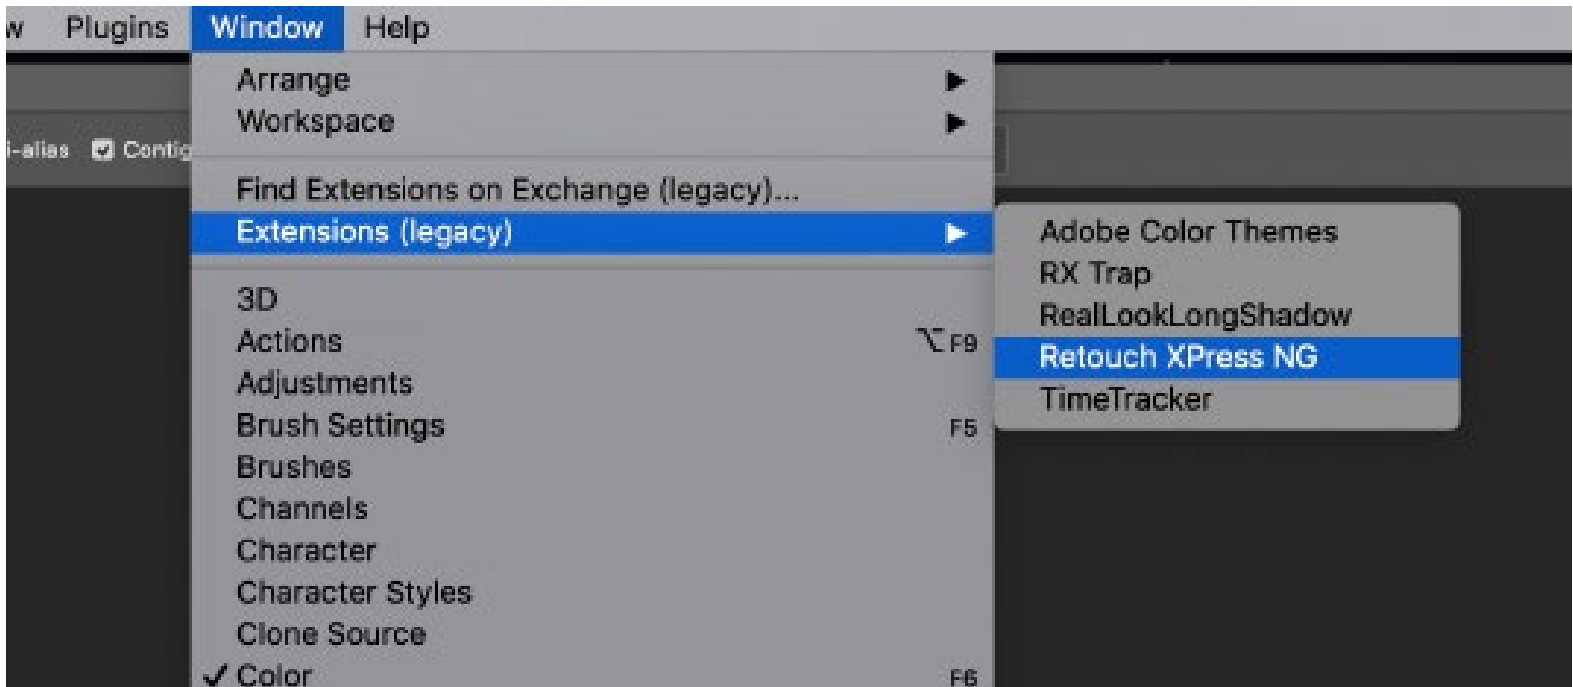 Plugins Window Help
Arrange
Workspace
i-alias Contig
Find Extensions on Exchange (legacy)...
Extensions (legacy)
Adobe Color Themes
RX Trap
RealLookLongShadow
Retouch XPress NG
TimeTracker
3D
Actions ⌥F9
Adjustments
Brush Settings F5
Brushes
Channels
Character
Character Styles
Clone Source
Color F6